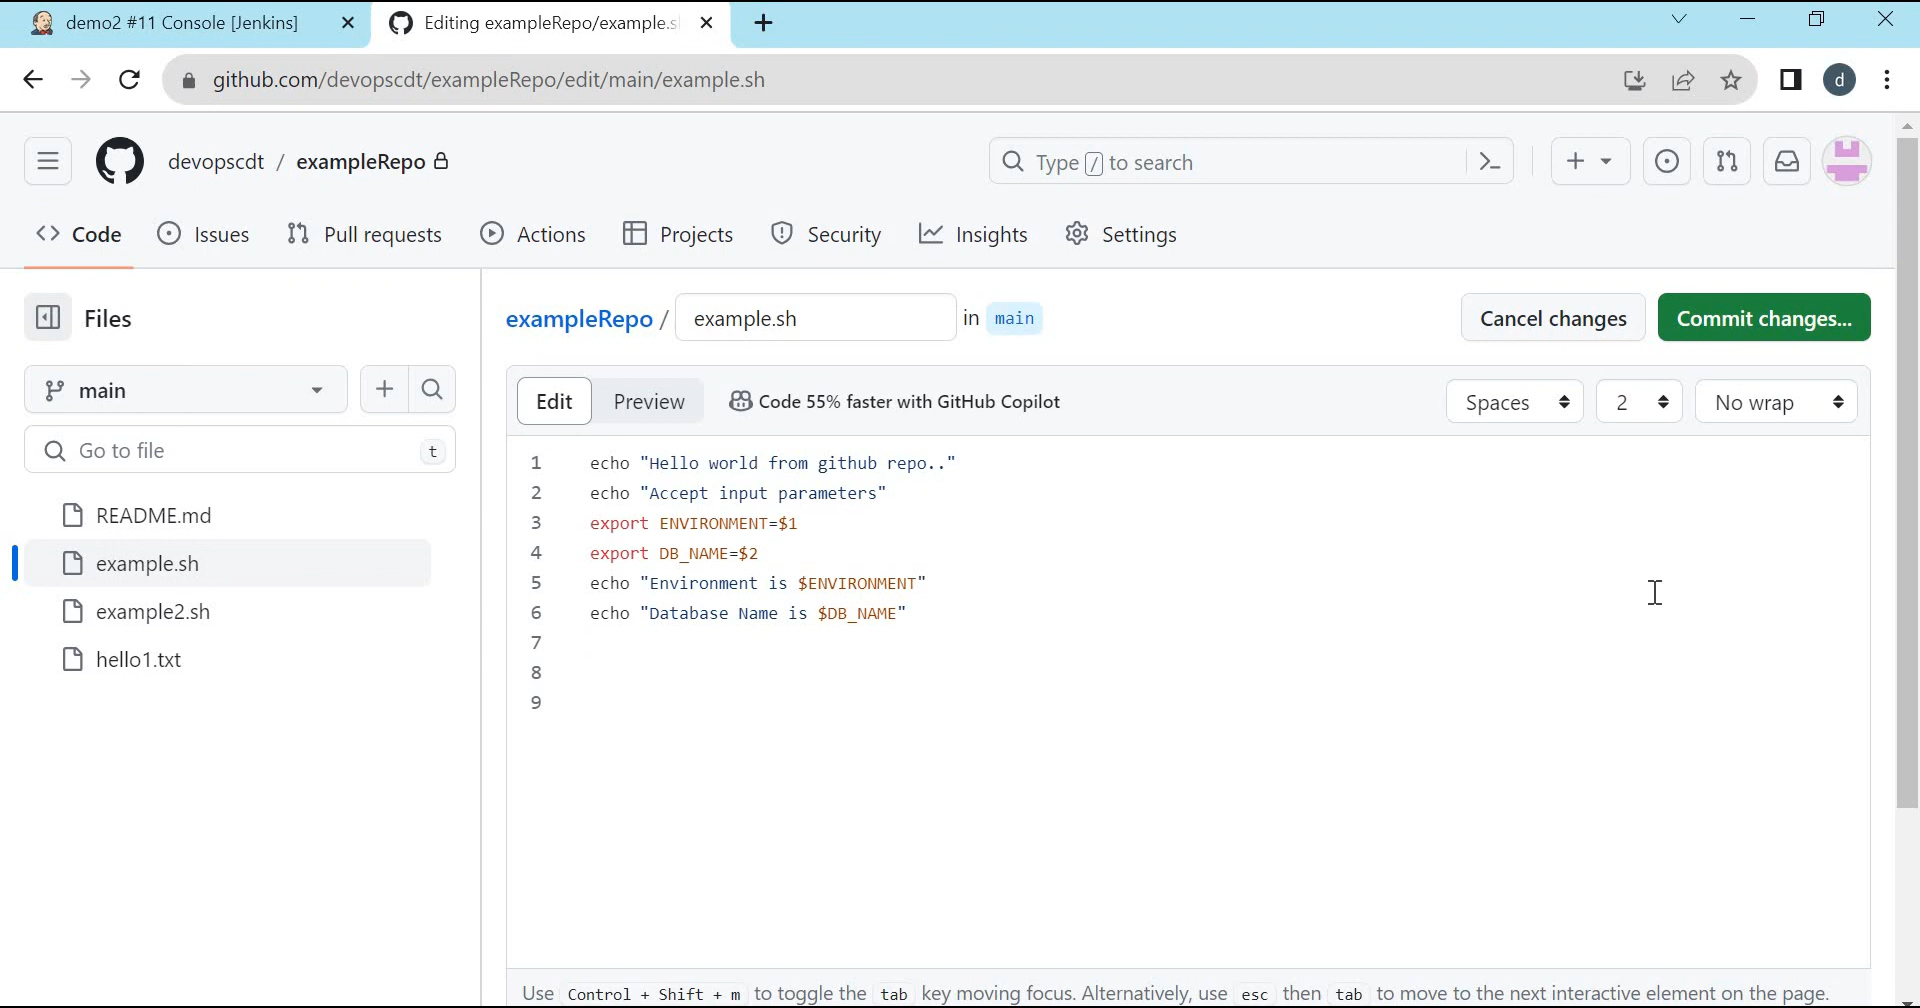 demo2 #11 Console [Jenkins]
Editing exampleRepo/example.s
github.com/devopscdt/exampleRepo/edit/main/example.sh
d
devopscdt / exampleRepo
Type / to search
Code
Issues
Pull requests
Actions
Projects
Security
Insights
Settings
Files
exampleRepo / example.sh in main
Cancel changes
Commit changes...
main
Go to file
t
README.md
example.sh
example2.sh
hello1.txt
Edit
Preview
Code 55% faster with GitHub Copilot
Spaces
2
No wrap
1 echo "Hello world from github repo.."
2 echo "Accept input parameters"
3 export ENVIRONMENT=$1
4 export DB_NAME=$2
5 echo "Environment is $ENVIRONMENT"
6 echo "Database Name is $DB_NAME"
7
8
9
Use Control + Shift + m to toggle the tab key moving focus. Alternatively, use esc then tab to move to the next interactive element on the page.